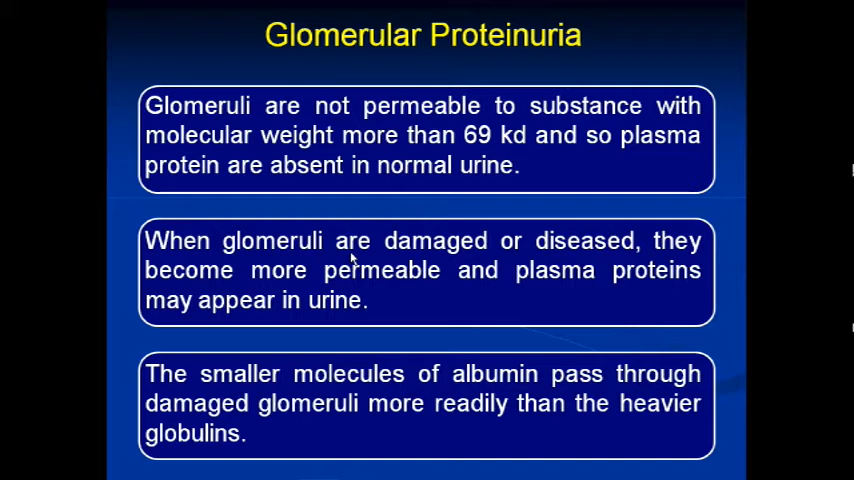 Glomerular Proteinuria
Glomeruli are not permeable to substance with
molecular weight more than 69 kd and so plasma
protein are absent in normal urine.
When glomeruli are damaged or diseased, they
become more permeable and plasma proteins
may appear in urine.
The smaller molecules of albumin pass through
damaged glomeruli more readily than the heavier
globulins.